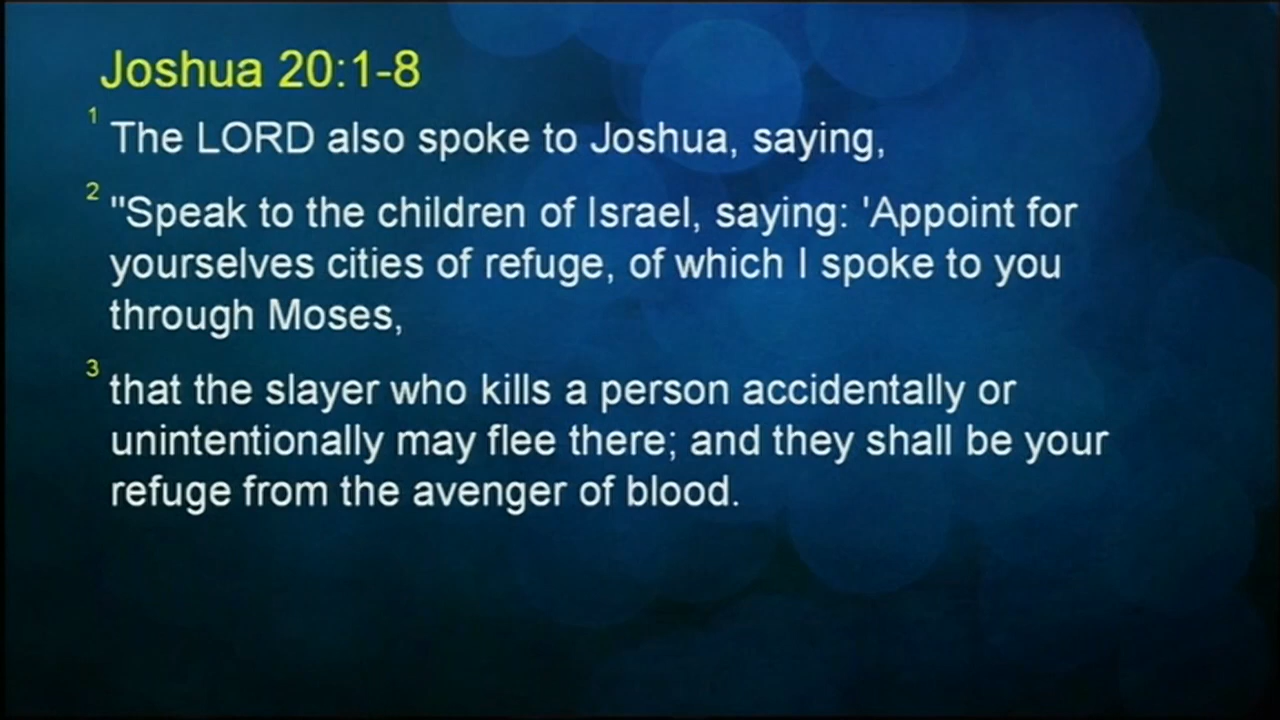 Joshua 20:1-8
1 The LORD also spoke to Joshua, saying,
2 "Speak to the children of Israel, saying: 'Appoint for
yourselves cities of refuge, of which I spoke to you
through Moses,
3 that the slayer who kills a person accidentally or
unintentionally may flee there; and they shall be your
refuge from the avenger of blood.